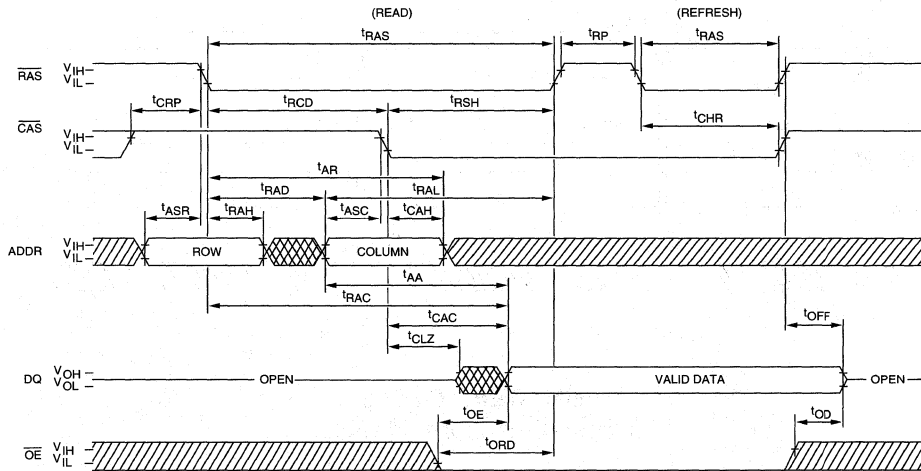 (READ) (REFRESH)
tRAS tRP tRAS
RAS VIH VIL
tCRP tRCD tRSH
CAS VIH VIL tCHR
tAR
tRAD tRAL
tASR tRAH tASC tCAH
ADDR VIH VIL ROW COLUMN
tAA
tRAC
tCAC tOFF
tCLZ
DQ VOH VOL OPEN VALID DATA OPEN
tOE tOD
tORD
OE VIH VIL